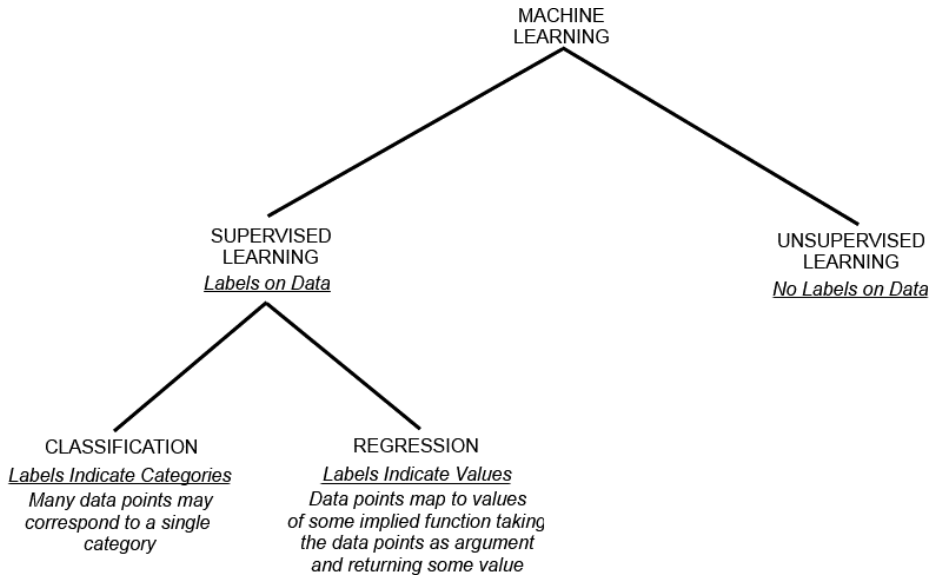 MACHINE
LEARNING
SUPERVISED
LEARNING
Labels on Data
UNSUPERVISED
LEARNING
No Labels on Data
CLASSIFICATION
Labels Indicate Categories
Many data points may
correspond to a single
category
REGRESSION
Labels Indicate Values
Data points map to values
of some implied function taking
the data points as argument
and returning some value